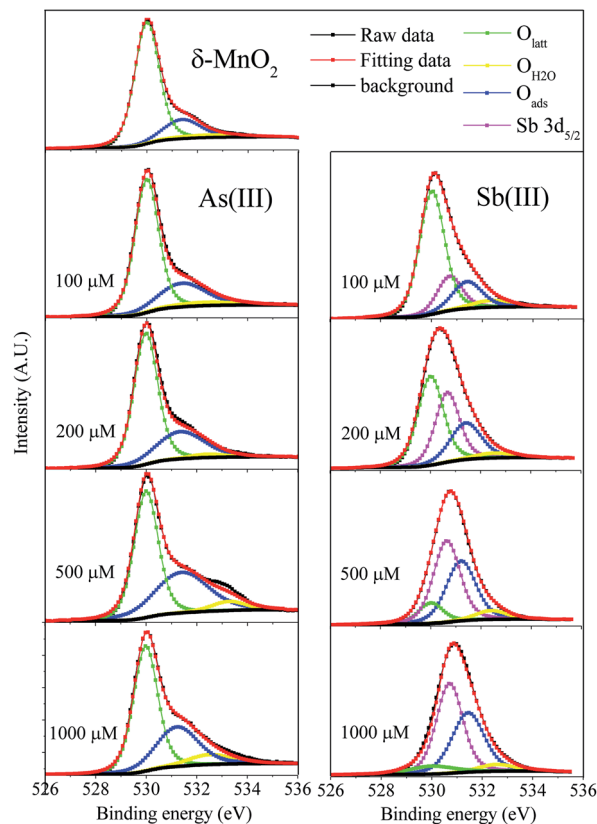 δ-MnO2
Raw data
Fitting data
background
Olatt
OH2O
Oads
Sb 3d5/2
As(III)
100 μM
200 μM
500 μM
1000 μM
Sb(III)
100 μM
200 μM
500 μM
1000 μM
Intensity (A.U.)
526 528 530 532 534 536
Binding energy (eV)
526 528 530 532 534 536
Binding energy (eV)